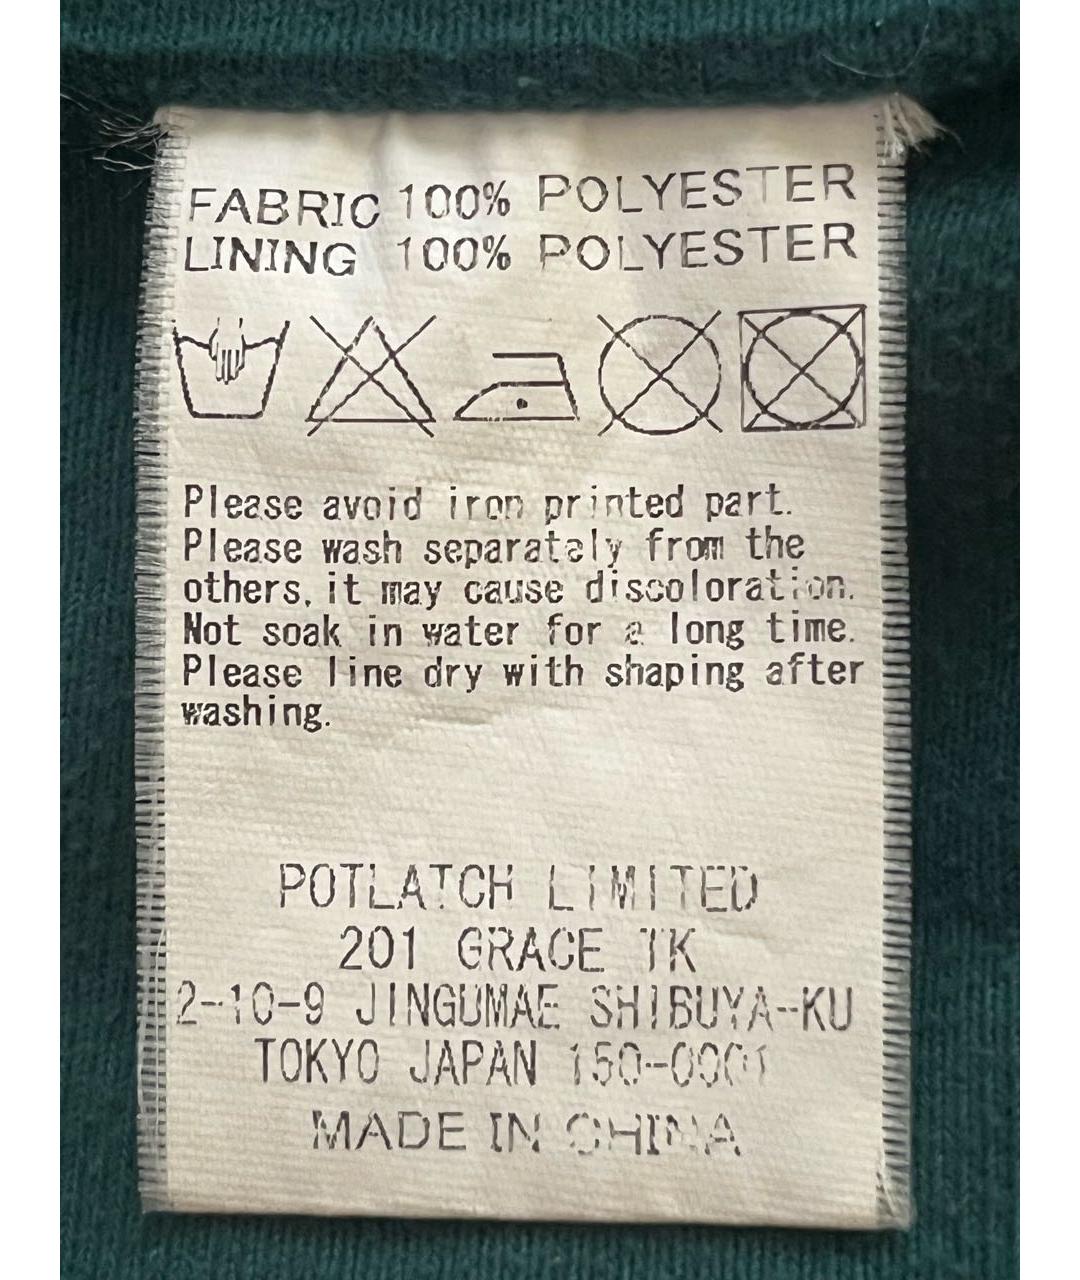 FABRIC 100% POLYESTER
LINING 100% POLYESTER
Please avoid iron printed part.
Please wash separately from the
others, it may cause discoloration.
Not soak in water for a long time.
Please line dry with shaping after
washing.
POTLATCH LIMITED
201 GRACE TK
2-10-9 JINGUMAE SHIBUYA-KU
TOKYO JAPAN 150-0001
MADE IN CHINA